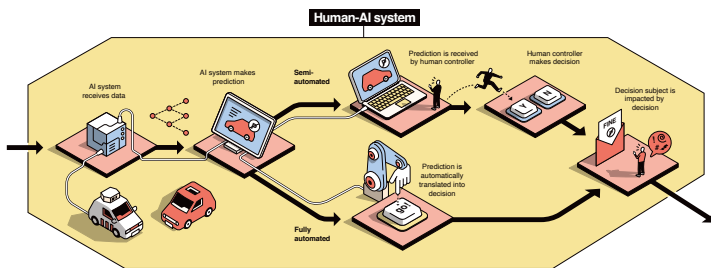 Human-AI system
AI system
receives data
AI system makes
prediction
Semi-
automated
Prediction is received
by human controller
Human controller
makes decision
Y
N
Decision subject is
impacted by
decision
FINE
Prediction is
automatically
translated into
decision
go!
Fully
automated